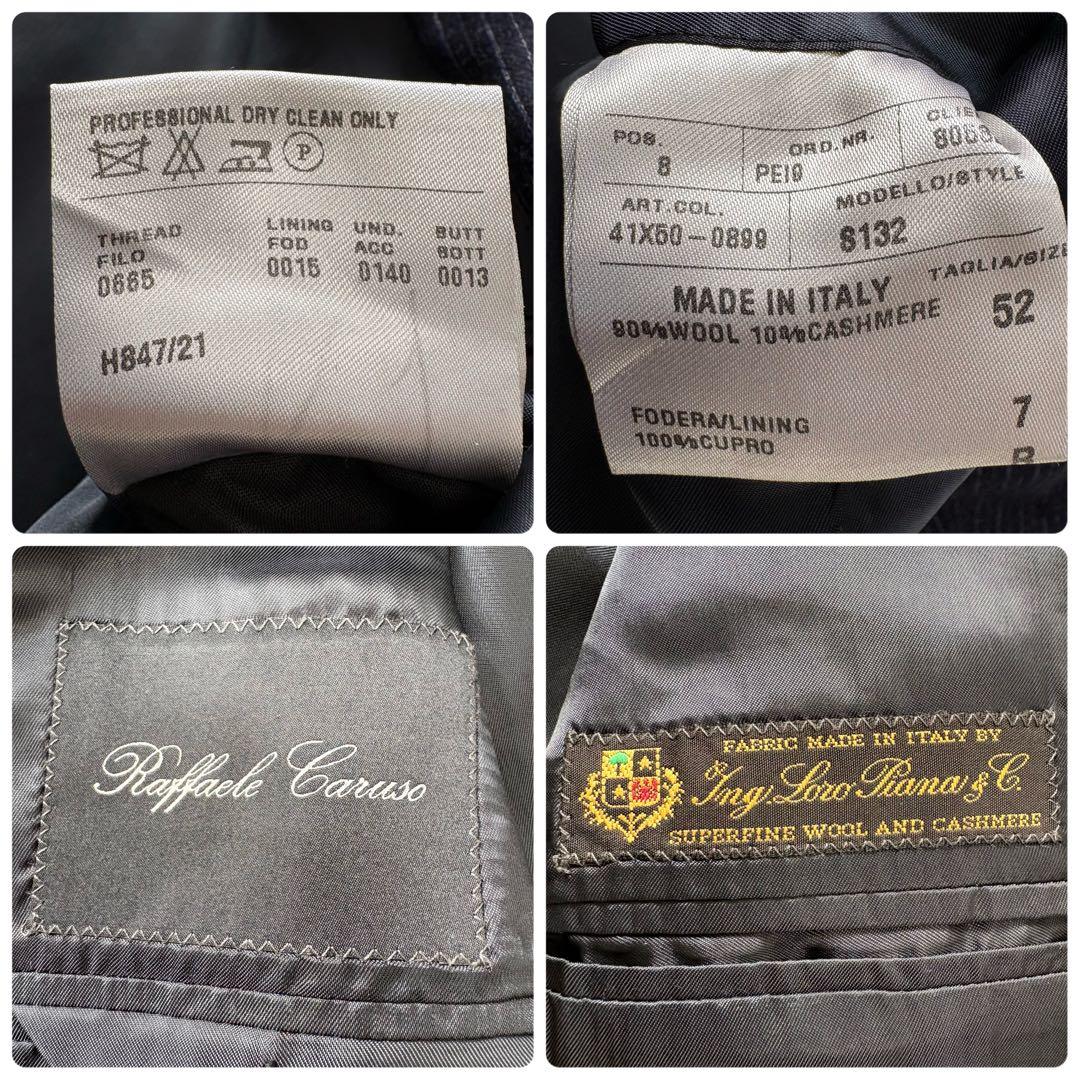 PROFESSIONAL DRY CLEAN ONLY
P
THREAD LINING UND. BUTT
FILO FOD ACC BOTT
0665 0015 0140 0013
H847/21
POS. ORD.NR.
8 PEIO
ART.COL. MODELLO/STYLE
41X50-0899 8132
MADE IN ITALY TAGLIA/SIZE
90%WOOL 10%CASHMERE 52
FODERA/LINING 7
100%CUPRO
Raffaele Caruso
FABRIC MADE IN ITALY BY
Ing. Loro Piana & C.
SUPERFINE WOOL AND CASHMERE